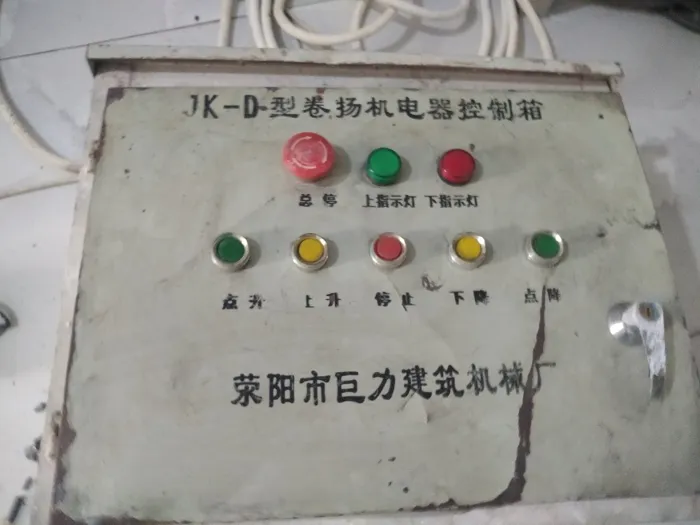 JK-D型卷扬机电器控制箱
总停 上指示灯 下指示灯
点升 上升 停止 下降 点降
荥阳市巨力建筑机械厂